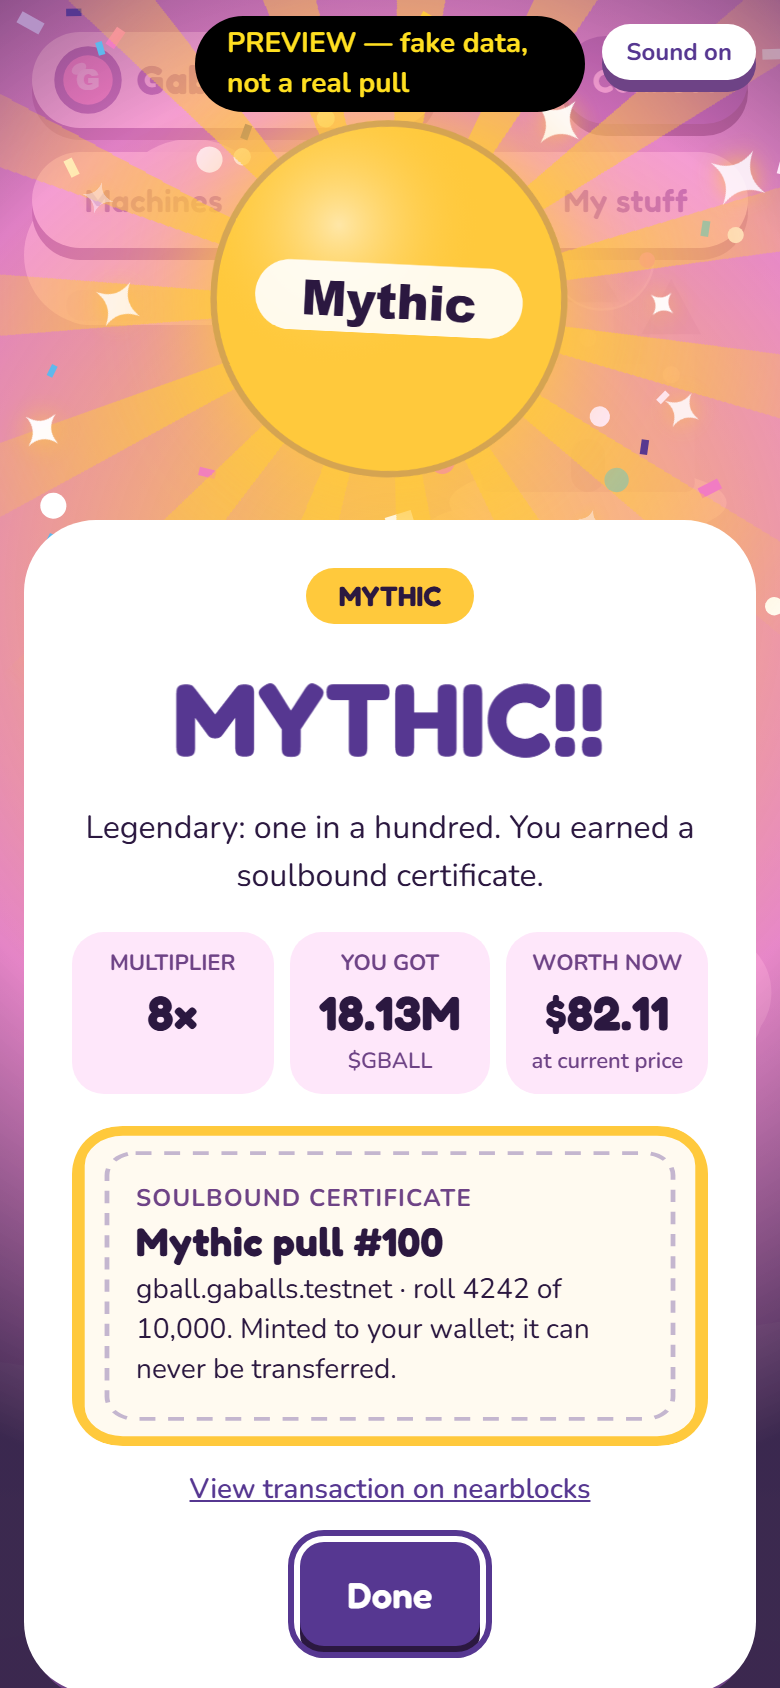 PREVIEW — fake data,
not a real pull
Sound on
Machines
My stuff
Mythic
MYTHIC
MYTHIC!!
Legendary: one in a hundred. You earned a
soulbound certificate.
MULTIPLIER
8×
YOU GOT
18.13M
$GBALL
WORTH NOW
$82.11
at current price
SOULBOUND CERTIFICATE
Mythic pull #100
gball.gaballs.testnet · roll 4242 of
10,000. Minted to your wallet; it can
never be transferred.
View transaction on nearblocks
Done